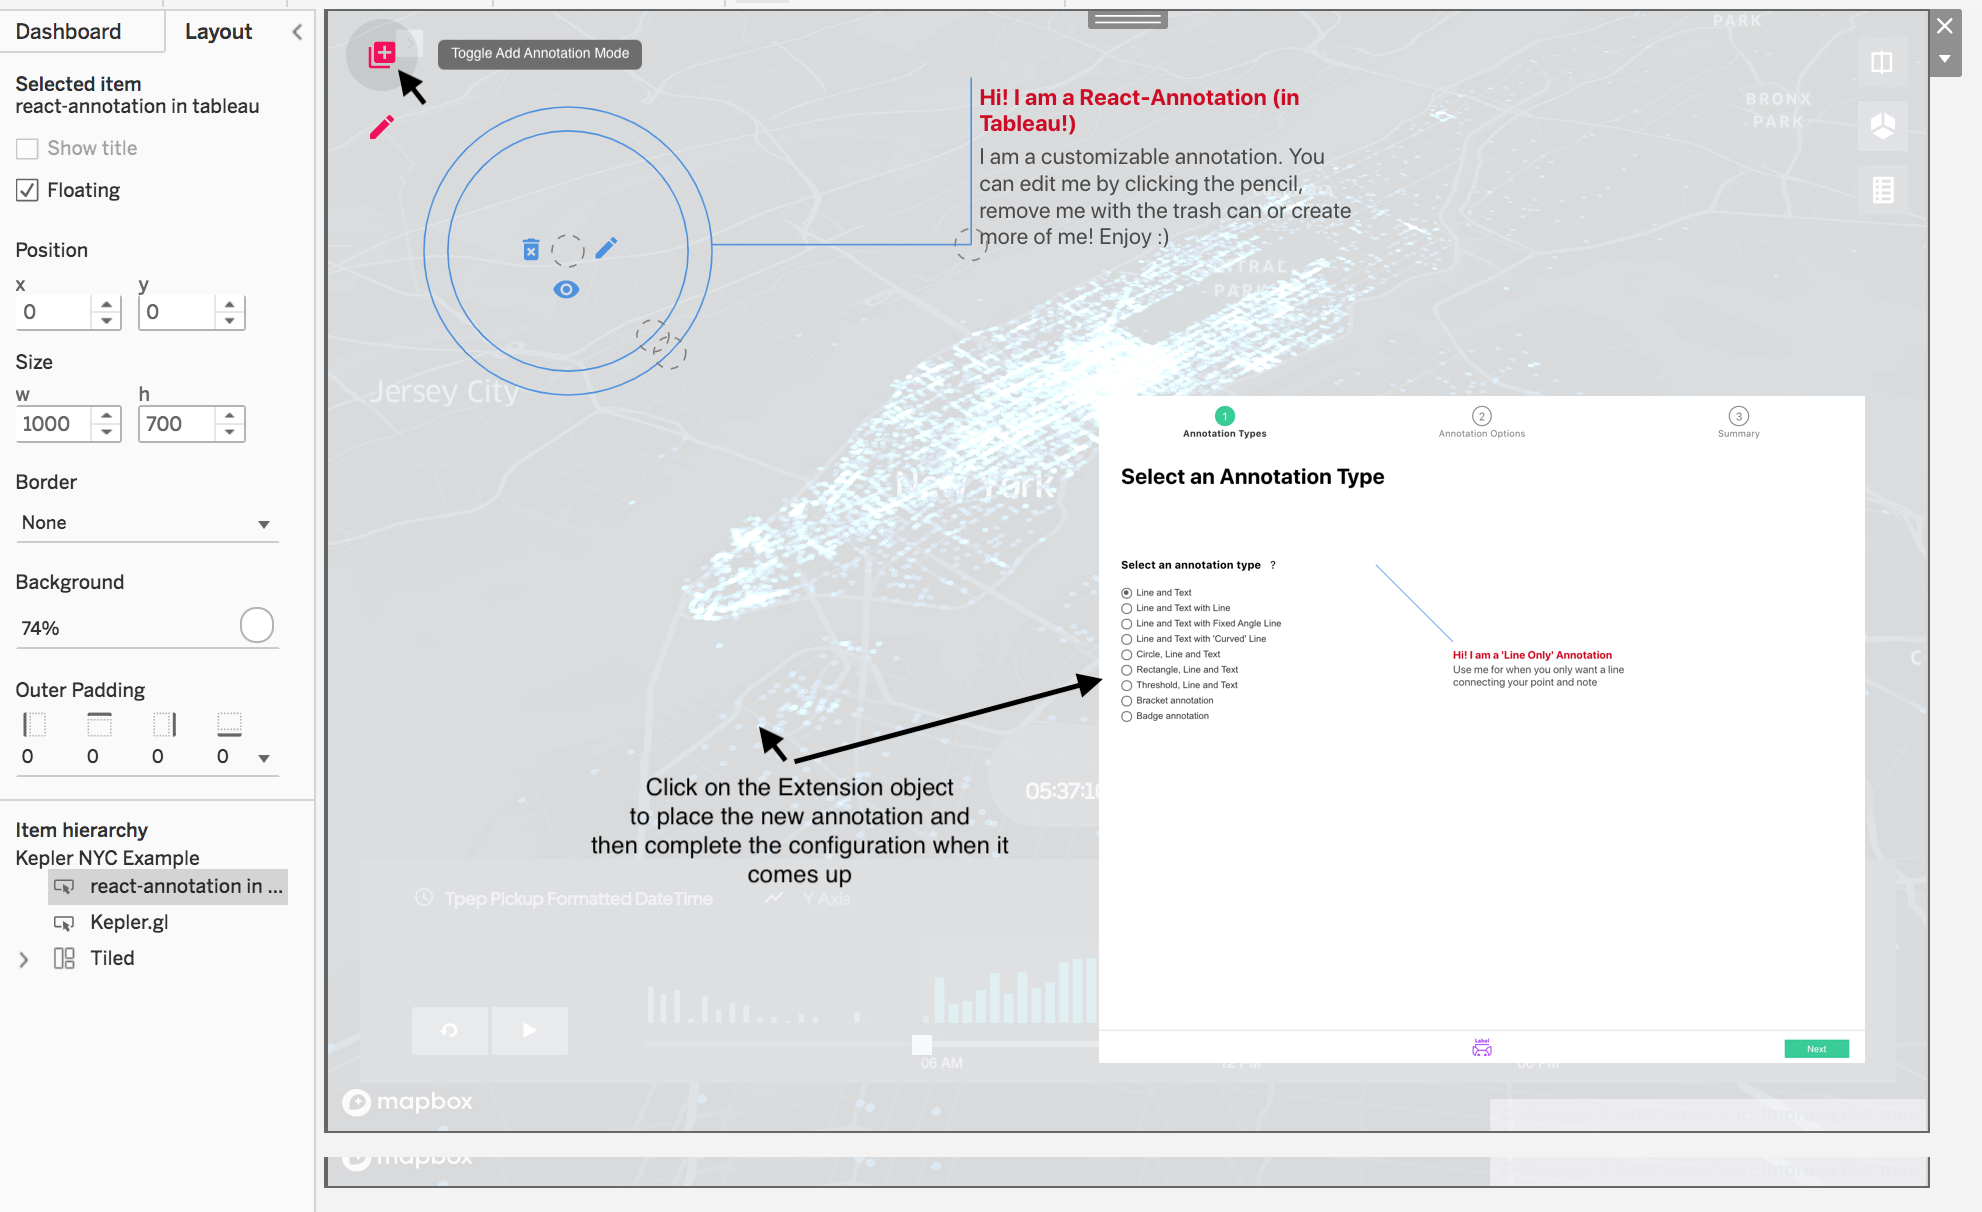 Dashboard
Layout
Selected item
react-annotation in tableau
Show title
Floating
Position
x
y
0
0
Size
w
h
1000
700
Border
None
Background
74%
Outer Padding
0
0
0
0
Item hierarchy
Kepler NYC Example
react-annotation in ...
Kepler.gl
Tiled
Toggle Add Annotation Mode
PARK
BRONX
PARK
Hi! I am a React-Annotation (in
Tableau!)
I am a customizable annotation. You
can edit me by clicking the pencil,
remove me with the trash can or create
more of me! Enjoy :)
PARK
Jersey City
New York
1
Annotation Types
2
Annotation Options
3
Summary
Select an Annotation Type
Select an annotation type ?
Line and Text
Line and Text with Line
Line and Text with Fixed Angle Line
Line and Text with 'Curved' Line
Circle, Line and Text
Rectangle, Line and Text
Threshold, Line and Text
Bracket annotation
Badge annotation
Hi! I am a 'Line Only' Annotation
Use me for when you only want a line
connecting your point and note
Label
Next
Click on the Extension object
to place the new annotation and
then complete the configuration when it
comes up
05:37:10
Tpep Pickup Formatted DateTime
Y Axis
06 AM
12 PM
06 PM
mapbox
mapbox